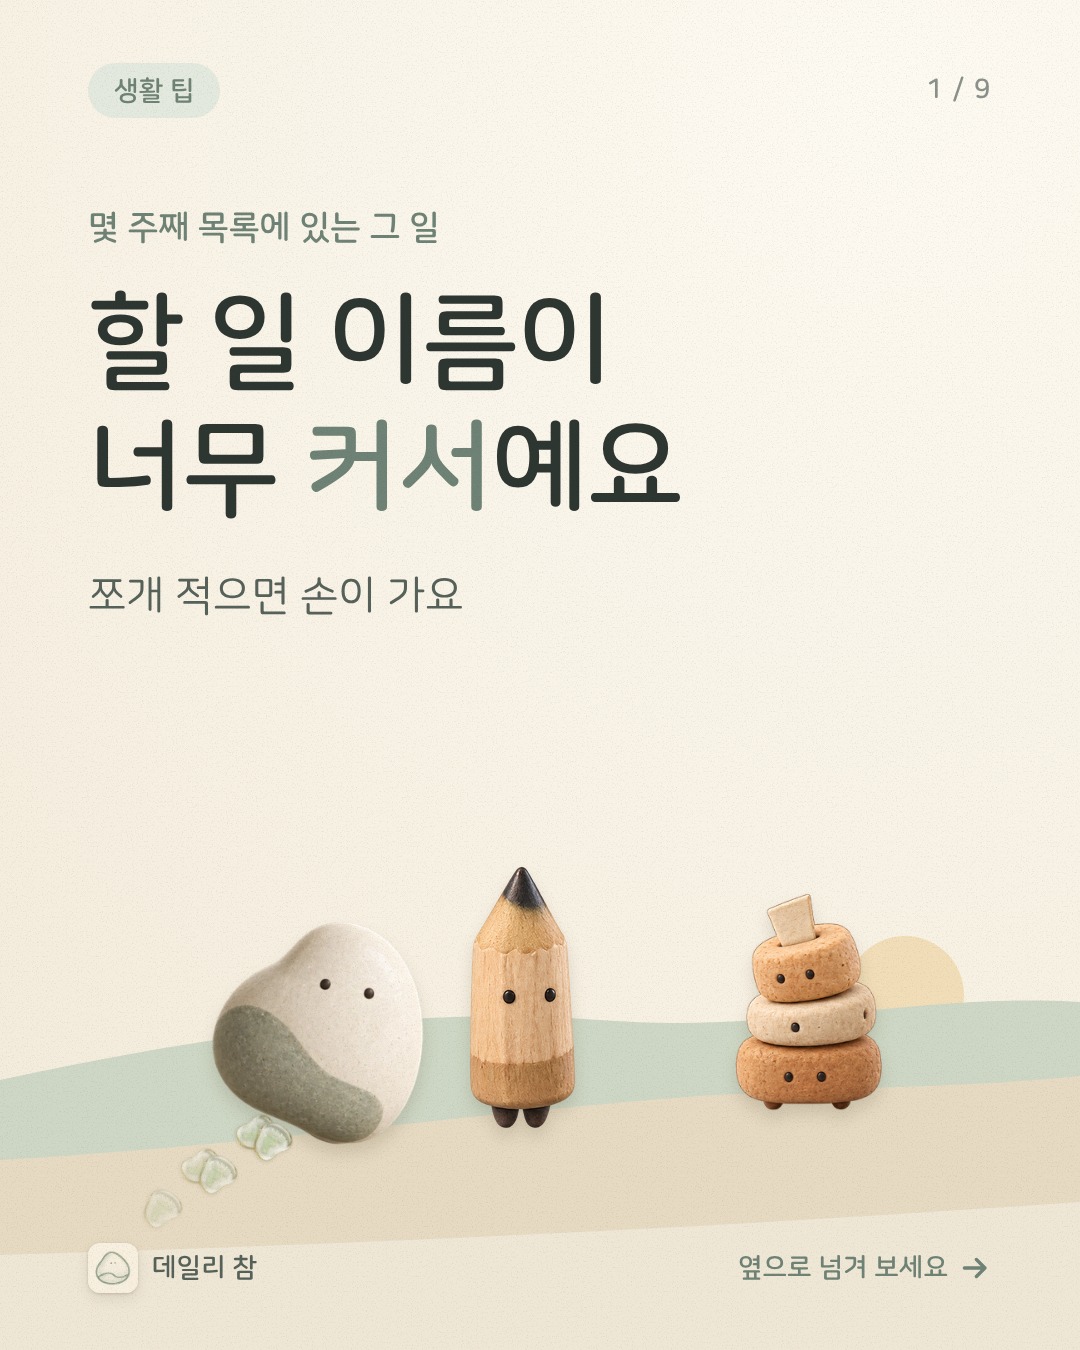 생활 팁
1 / 9
몇 주째 목록에 있는 그 일
할 일 이름이
너무 커서예요
쪼개 적으면 손이 가요
데일리 참
옆으로 넘겨 보세요 →